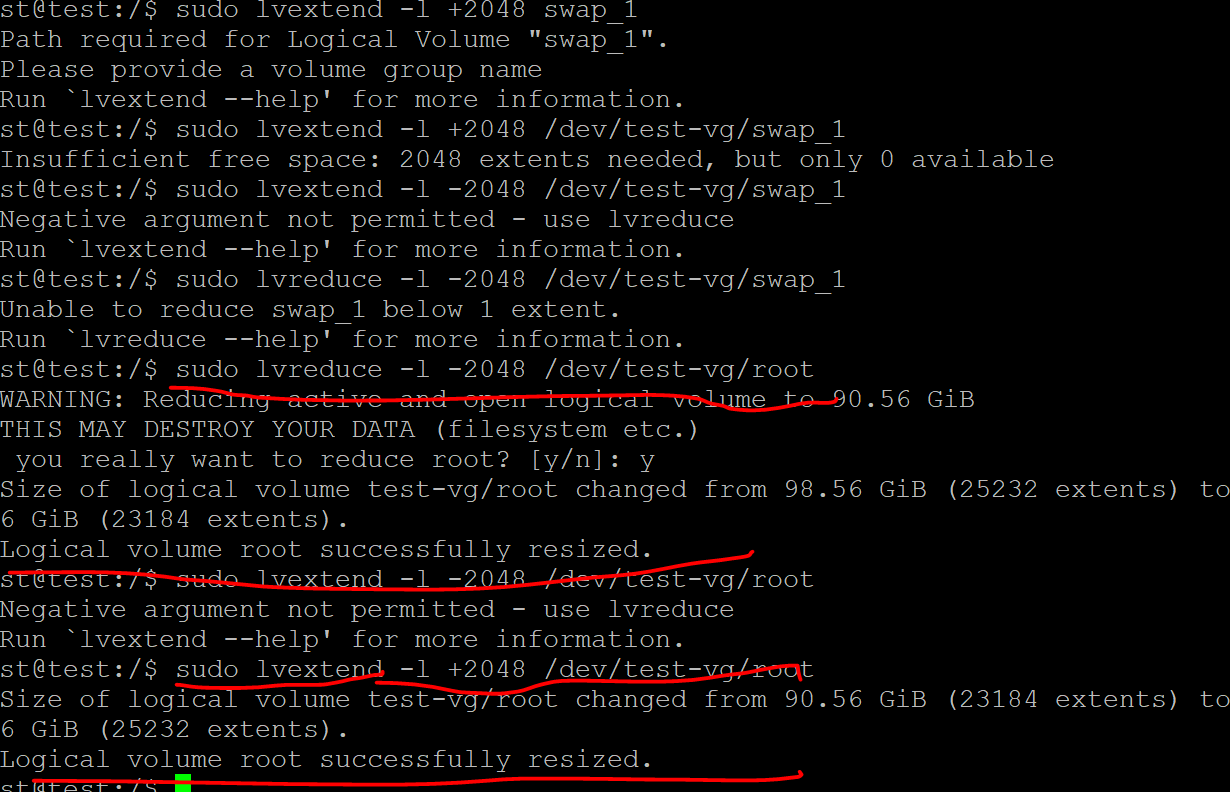 st@test:/$ sudo lvextend -l +2048 swap_1
Path required for Logical Volume "swap_1".
Please provide a volume group name
Run `lvextend --help' for more information.
st@test:/$ sudo lvextend -l +2048 /dev/test-vg/swap_1
Insufficient free space: 2048 extents needed, but only 0 available
st@test:/$ sudo lvextend -l -2048 /dev/test-vg/swap_1
Negative argument not permitted - use lvreduce
Run `lvextend --help' for more information.
st@test:/$ sudo lvreduce -l -2048 /dev/test-vg/swap_1
Unable to reduce swap_1 below 1 extent.
Run `lvreduce --help' for more information.
st@test:/$ sudo lvreduce -l -2048 /dev/test-vg/root
WARNING: Reducing active and open logical volume to 90.56 GiB
THIS MAY DESTROY YOUR DATA (filesystem etc.)
you really want to reduce root? [y/n]: y
Size of logical volume test-vg/root changed from 98.56 GiB (25232 extents) to
6 GiB (23184 extents).
Logical volume root successfully resized.
st@test:/$ sudo lvextend -l -2048 /dev/test-vg/root
Negative argument not permitted - use lvreduce
Run `lvextend --help' for more information.
st@test:/$ sudo lvextend -l +2048 /dev/test-vg/root
Size of logical volume test-vg/root changed from 90.56 GiB (23184 extents) to
6 GiB (25232 extents).
Logical volume root successfully resized.
st@test:/$